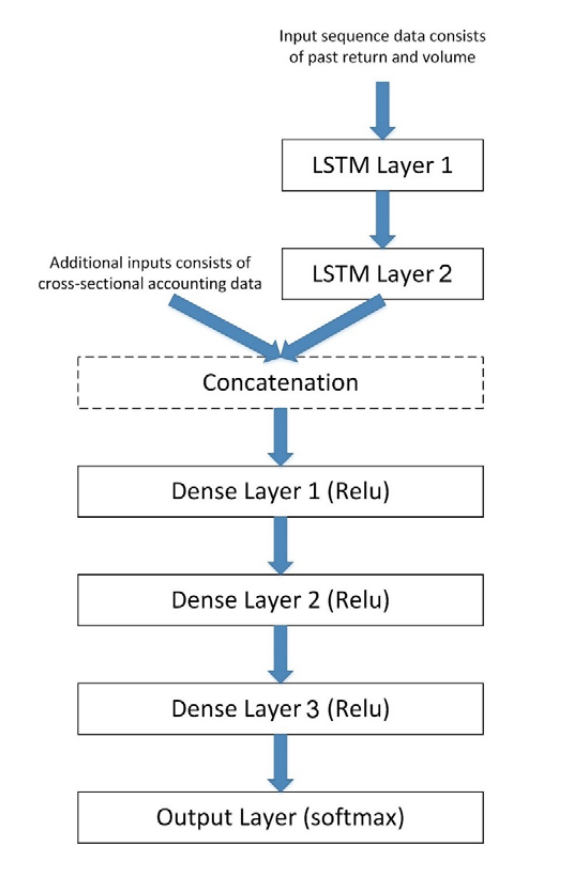 Input sequence data consists
of past return and volume
LSTM Layer 1
Additional inputs consists of
cross-sectional accounting data
LSTM Layer 2
Concatenation
Dense Layer 1 (Relu)
Dense Layer 2 (Relu)
Dense Layer 3 (Relu)
Output Layer (softmax)